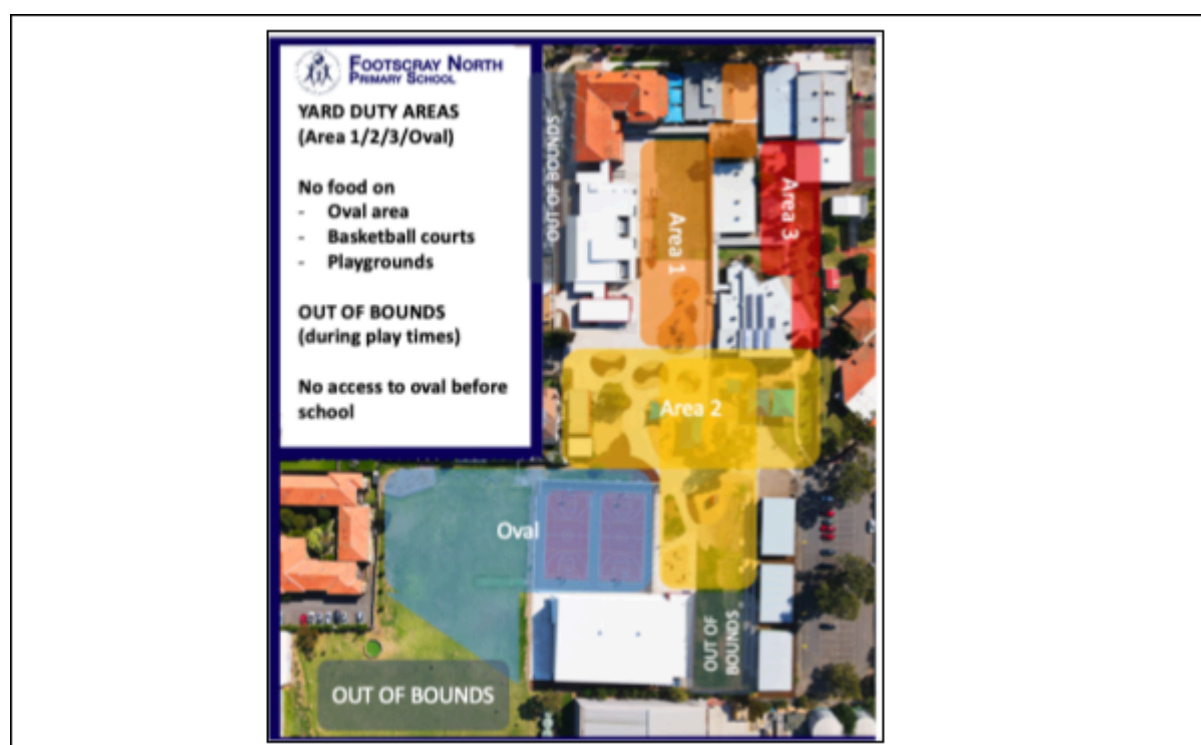 FOOTSCRAY NORTH
PRIMARY SCHOOL
YARD DUTY AREAS
(Area 1/2/3/Oval)
No food on
- Oval area
- Basketball courts
- Playgrounds
OUT OF BOUNDS
(during play times)
No access to oval before
school
OUT OF BOUNDS
Area 1
Area 3
Area 2
Oval
OUT OF
BOUNDS
OUT OF BOUNDS